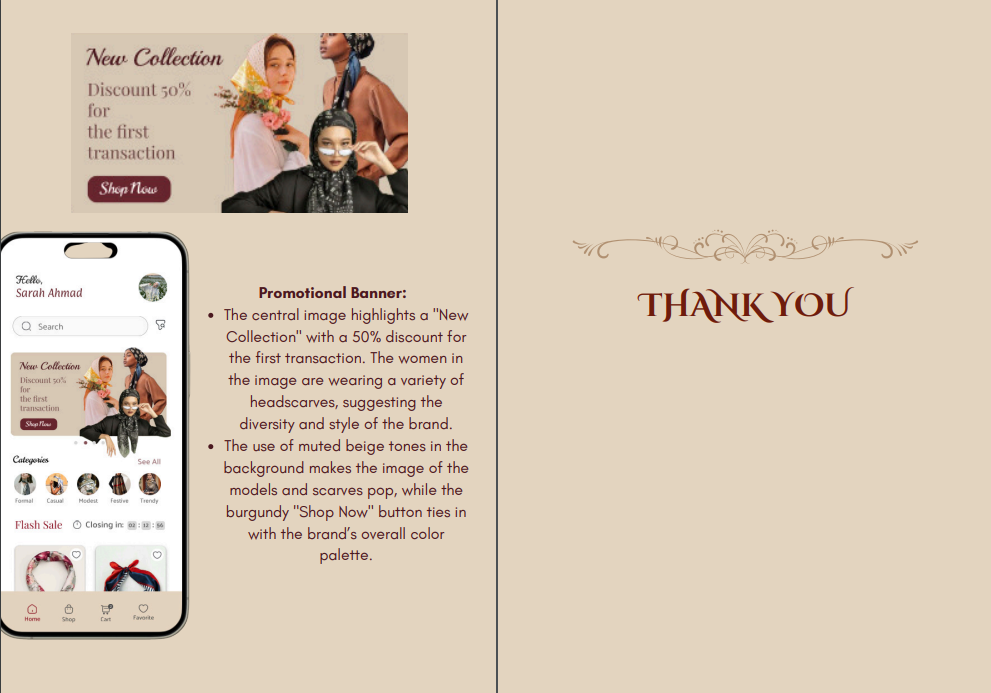 New Collection
Discount 50%
for
the first
transaction
Shop Now
Hello,
Sarah Ahmad
Search
New Collection
Discount 50%
for
the first
transaction
Shop Now
Categories
See All
Formal
Casual
Modest
Festive
Trendy
Flash Sale
Closing in: 02 : 12 : 56
Home
Shop
Cart
Favorite
Promotional Banner:
• The central image highlights a "New
Collection" with a 50% discount for
the first transaction. The women in
the image are wearing a variety of
headscarves, suggesting the
diversity and style of the brand.
• The use of muted beige tones in the
background makes the image of the
models and scarves pop, while the
burgundy "Shop Now" button ties in
with the brand’s overall color
palette.
THANK YOU